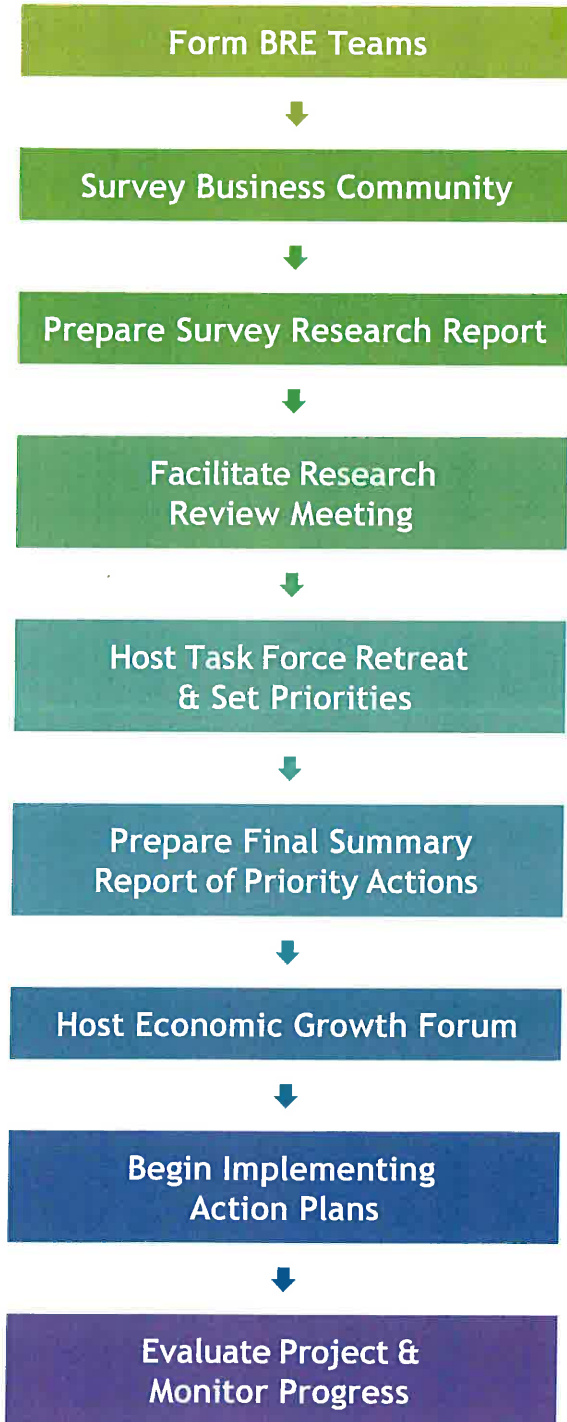 Form BRE Teams
Survey Business Community
Prepare Survey Research Report
Facilitate Research
Review Meeting
Host Task Force Retreat
& Set Priorities
Prepare Final Summary
Report of Priority Actions
Host Economic Growth Forum
Begin Implementing
Action Plans
Evaluate Project &
Monitor Progress